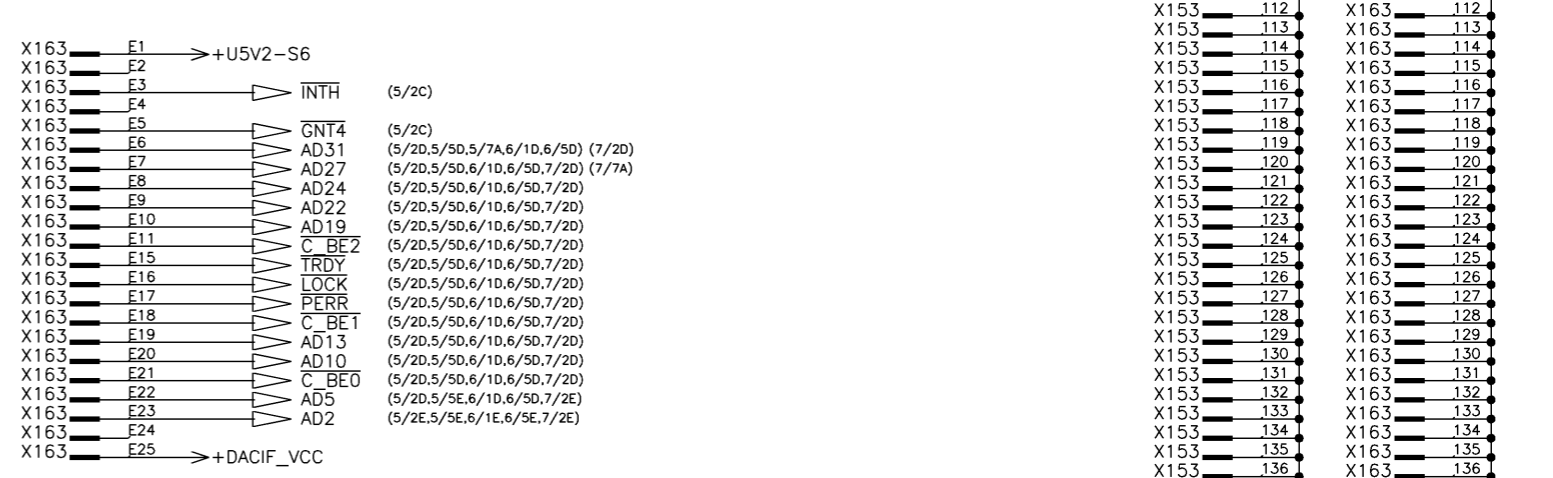 X163 E1 +U5V2-S6
X163 E2
X163 E3 INTH (5/2C)
X163 E4
X163 E5 GNT4 (5/2C)
X163 E6 AD31 (5/2D,5/5D,5/7A,6/1D,6/5D) (7/2D)
X163 E7 AD27 (5/2D,5/5D,6/1D,6/5D,7/2D) (7/7A)
X163 E8 AD24 (5/2D,5/5D,6/1D,6/5D,7/2D)
X163 E9 AD22 (5/2D,5/5D,6/1D,6/5D,7/2D)
X163 E10 AD19 (5/2D,5/5D,6/1D,6/5D,7/2D)
X163 E11 C_BE2 (5/2D,5/5D,6/1D,6/5D,7/2D)
X163 E15 TRDY (5/2D,5/5D,6/1D,6/5D,7/2D)
X163 E16 LOCK (5/2D,5/5D,6/1D,6/5D,7/2D)
X163 E17 PERR (5/2D,5/5D,6/1D,6/5D,7/2D)
X163 E18 C_BE1 (5/2D,5/5D,6/1D,6/5D,7/2D)
X163 E19 AD13 (5/2D,5/5D,6/1D,6/5D,7/2D)
X163 E20 AD10 (5/2D,5/5D,6/1D,6/5D,7/2D)
X163 E21 C_BE0 (5/2D,5/5D,6/1D,6/5D,7/2D)
X163 E22 AD5 (5/2D,5/5E,6/1D,6/5D,7/2E)
X163 E23 AD2 (5/2E,5/5E,6/1E,6/5E,7/2E)
X163 E24
X163 E25 +DACIF_VCC
X153 .112 X163 .112
X153 .113 X163 .113
X153 .114 X163 .114
X153 .115 X163 .115
X153 .116 X163 .116
X153 .117 X163 .117
X153 .118 X163 .118
X153 .119 X163 .119
X153 .120 X163 .120
X153 .121 X163 .121
X153 .122 X163 .122
X153 .123 X163 .123
X153 .124 X163 .124
X153 .125 X163 .125
X153 .126 X163 .126
X153 .127 X163 .127
X153 .128 X163 .128
X153 .129 X163 .129
X153 .130 X163 .130
X153 .131 X163 .131
X153 .132 X163 .132
X153 .133 X163 .133
X153 .134 X163 .134
X153 .135 X163 .135
X153 .136 X163 .136